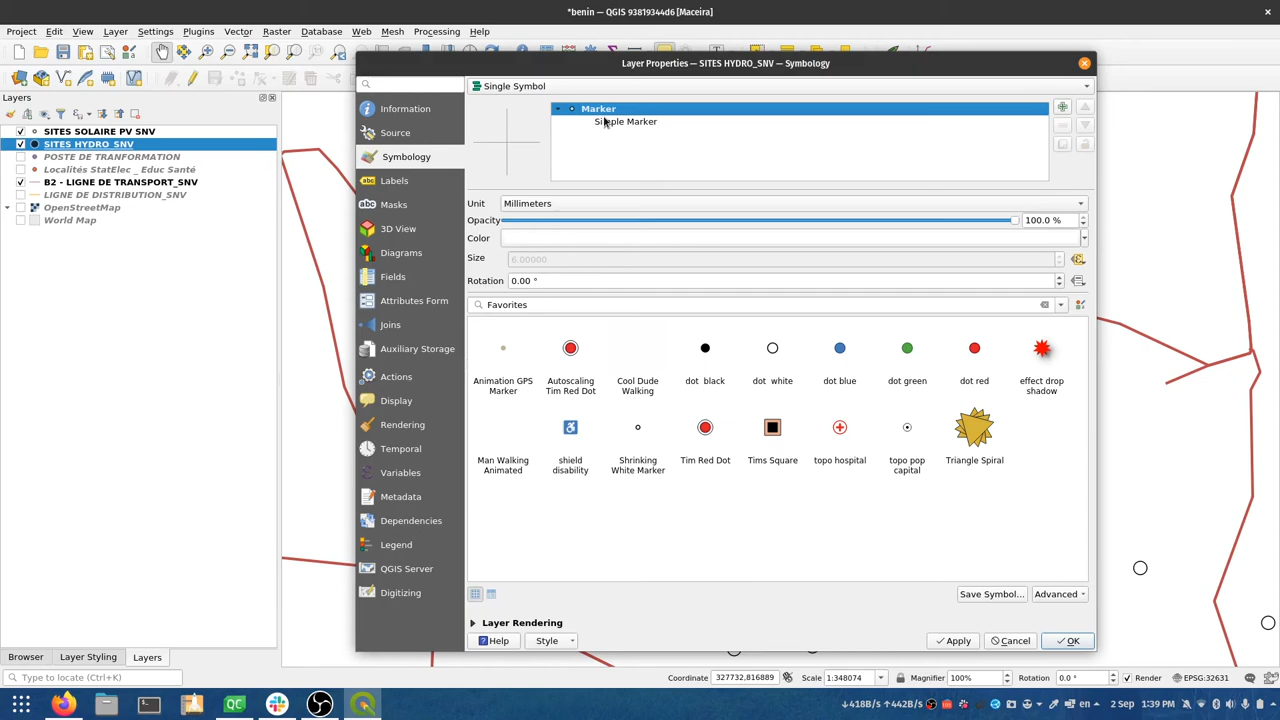 *benin — QGIS 93819344d6 [Maceira]
Project Edit View Layer Settings Plugins Vector Raster Database Web Mesh Processing Help
Layer Properties — SITES HYDRO_SNV — Symbology
Layers
SITES SOLAIRE PV SNV
SITES HYDRO_SNV
POSTE DE TRANFORMATION
Localités StatElec _ Educ Santé
B2 - LIGNE DE TRANSPORT_SNV
LIGNE DE DISTRIBUTION_SNV
OpenStreetMap
World Map
Information
Source
Symbology
Labels
Masks
3D View
Diagrams
Fields
Attributes Form
Joins
Auxiliary Storage
Actions
Display
Rendering
Temporal
Variables
Metadata
Dependencies
Legend
QGIS Server
Digitizing
Single Symbol
Marker
Simple Marker
Unit Millimeters
Opacity 100.0 %
Color
Size 6.00000
Rotation 0.00 °
Favorites
Animation GPS Marker
Autoscaling Tim Red Dot
Cool Dude Walking
dot black
dot white
dot blue
dot green
dot red
effect drop shadow
Man Walking Animated
shield disability
Shrinking White Marker
Tim Red Dot
Tims Square
topo hospital
topo pop capital
Triangle Spiral
Save Symbol... Advanced
Layer Rendering
Help Style Apply Cancel OK
Browser Layer Styling Layers
Type to locate (Ctrl+K) Coordinate 327732,816889 Scale 1:348074 Magnifier 100% Rotation 0.0 ° Render EPSG:32631
↓418B/s ↑442B/s en 2 Sep 1:39 PM